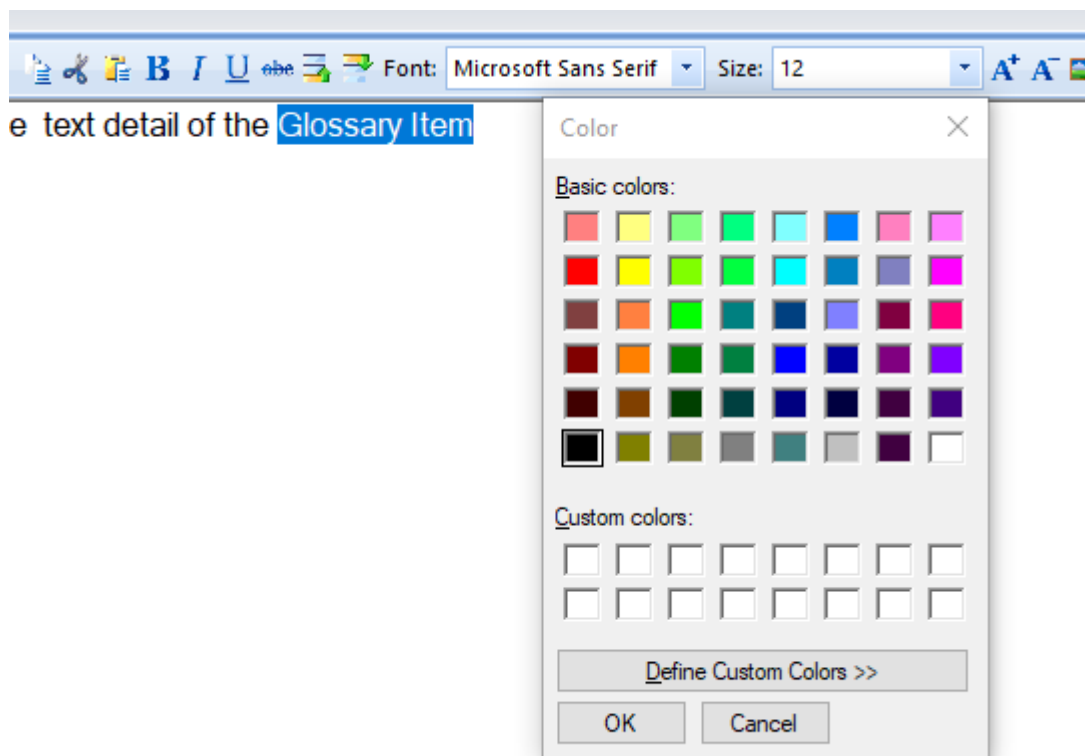 B I U abc Font: Microsoft Sans Serif Size: 12 A+ A-
e text detail of the Glossary Item
Color
Basic colors:
Custom colors:
Define Custom Colors >>
OK Cancel